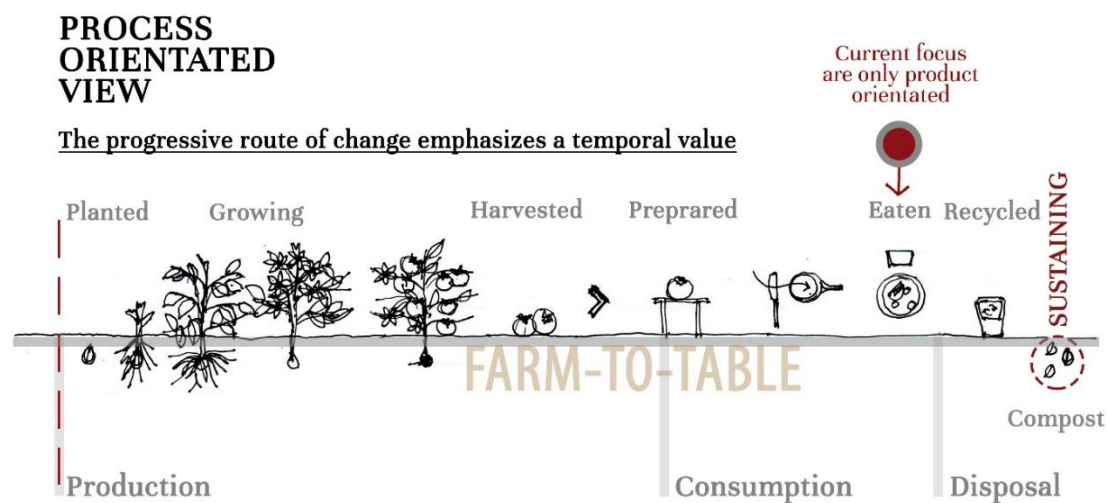 PROCESS
ORIENTATED
VIEW
The progressive route of change emphasizes a temporal value
Current focus
are only product
orientated
Planted
Growing
Harvested
Preprared
Eaten
Recycled
SUSTAINING
FARM-TO-TABLE
Compost
Production
Consumption
Disposal